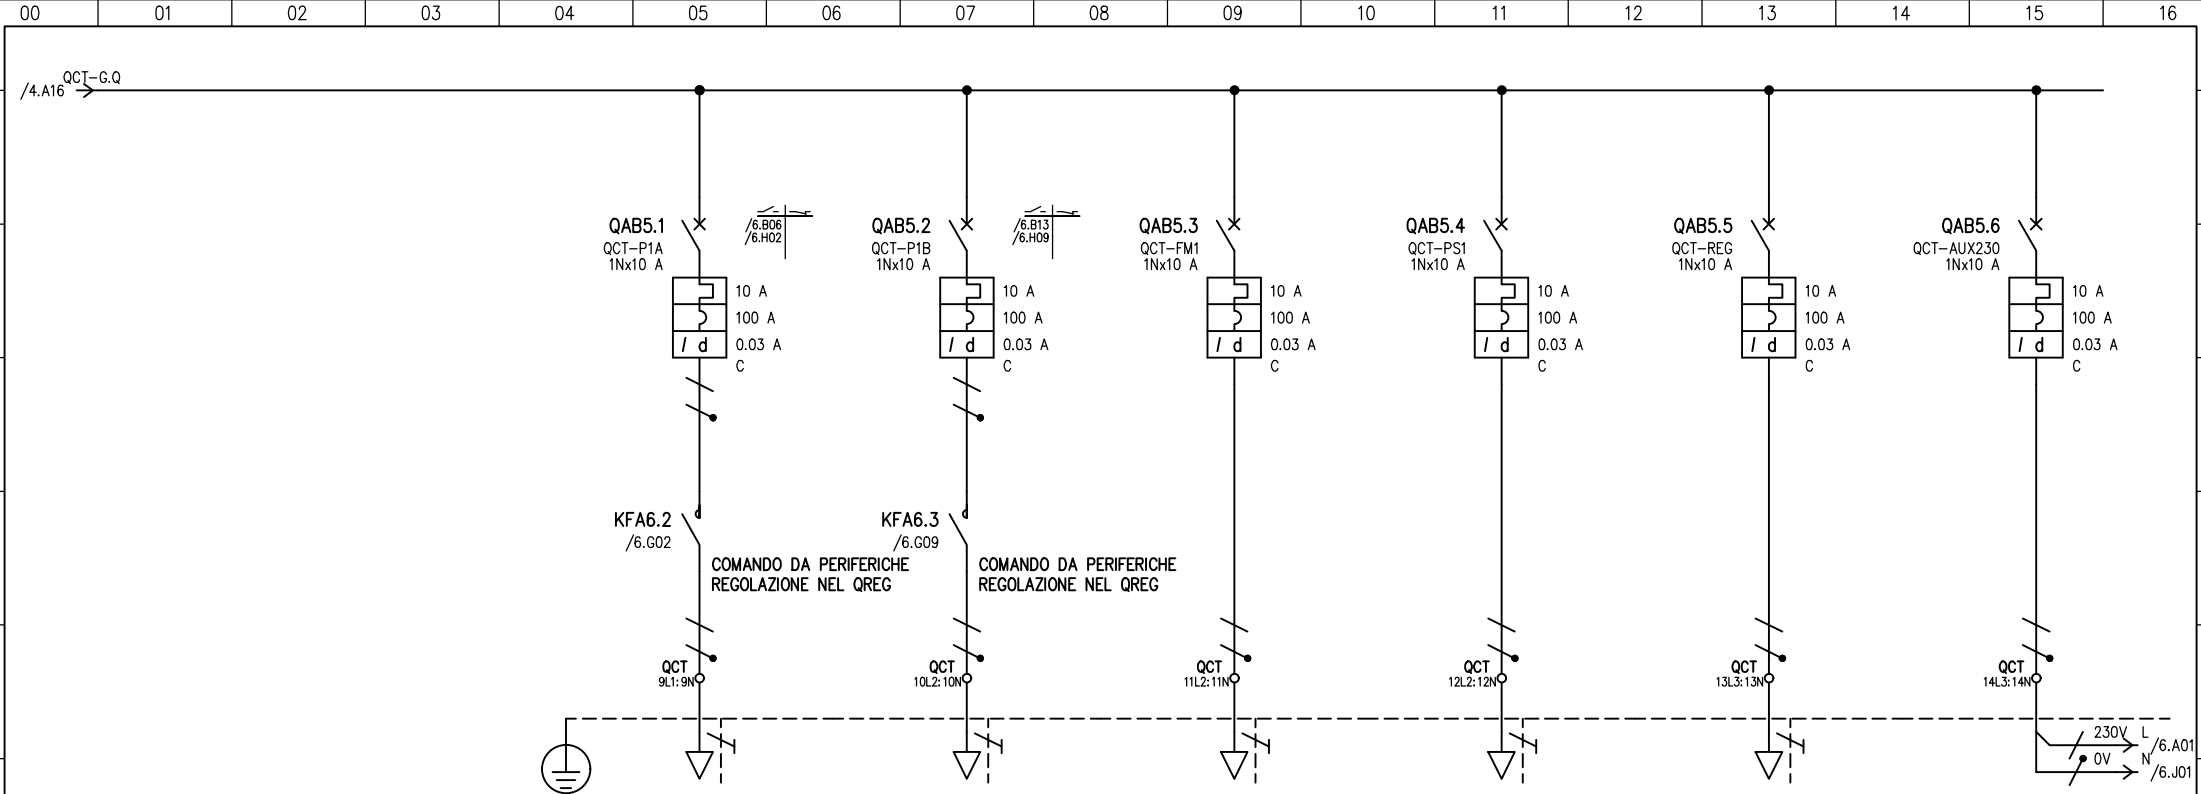 00 01 02 03 04 05 06 07 08 09 10 11 12 13 14 15 16
QCT-G.Q
/4.A16
QAB5.1
QCT-P1A
1Nx10 A
/6.B06
/6.H02
10 A
100 A
I d
0.03 A
C
KFA6.2
/6.G02
COMANDO DA PERIFERICHE
REGOLAZIONE NEL QREG
QCT
9L1:9N
QAB5.2
QCT-P1B
1Nx10 A
/6.B13
/6.H09
10 A
100 A
I d
0.03 A
C
KFA6.3
/6.G09
COMANDO DA PERIFERICHE
REGOLAZIONE NEL QREG
QCT
10L2:10N
QAB5.3
QCT-FM1
1Nx10 A
10 A
100 A
I d
0.03 A
C
QCT
11L2:11N
QAB5.4
QCT-PS1
1Nx10 A
10 A
100 A
I d
0.03 A
C
QCT
12L2:12N
QAB5.5
QCT-REG
1Nx10 A
10 A
100 A
I d
0.03 A
C
QCT
13L3:13N
QAB5.6
QCT-AUX230
1Nx10 A
10 A
100 A
I d
0.03 A
C
QCT
14L3:14N
230V L
/6.A01
0V N
/6.J01